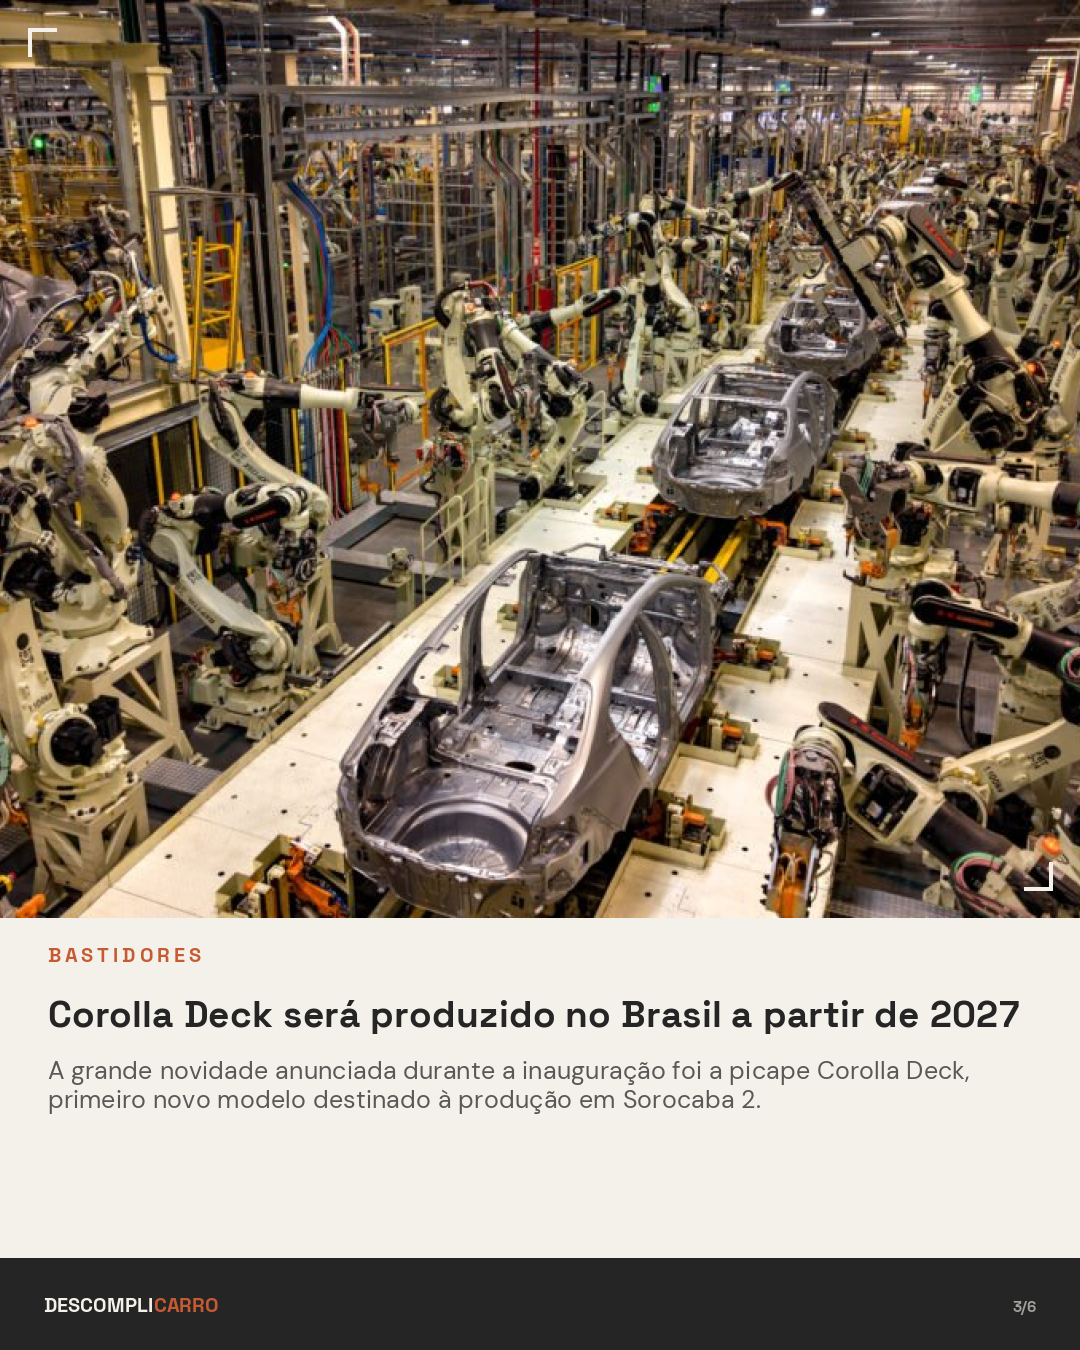 BASTIDORES
Corolla Deck será produzido no Brasil a partir de 2027
A grande novidade anunciada durante a inauguração foi a picape Corolla Deck,
primeiro novo modelo destinado à produção em Sorocaba 2.
DESCOMPLICARRO
3/6